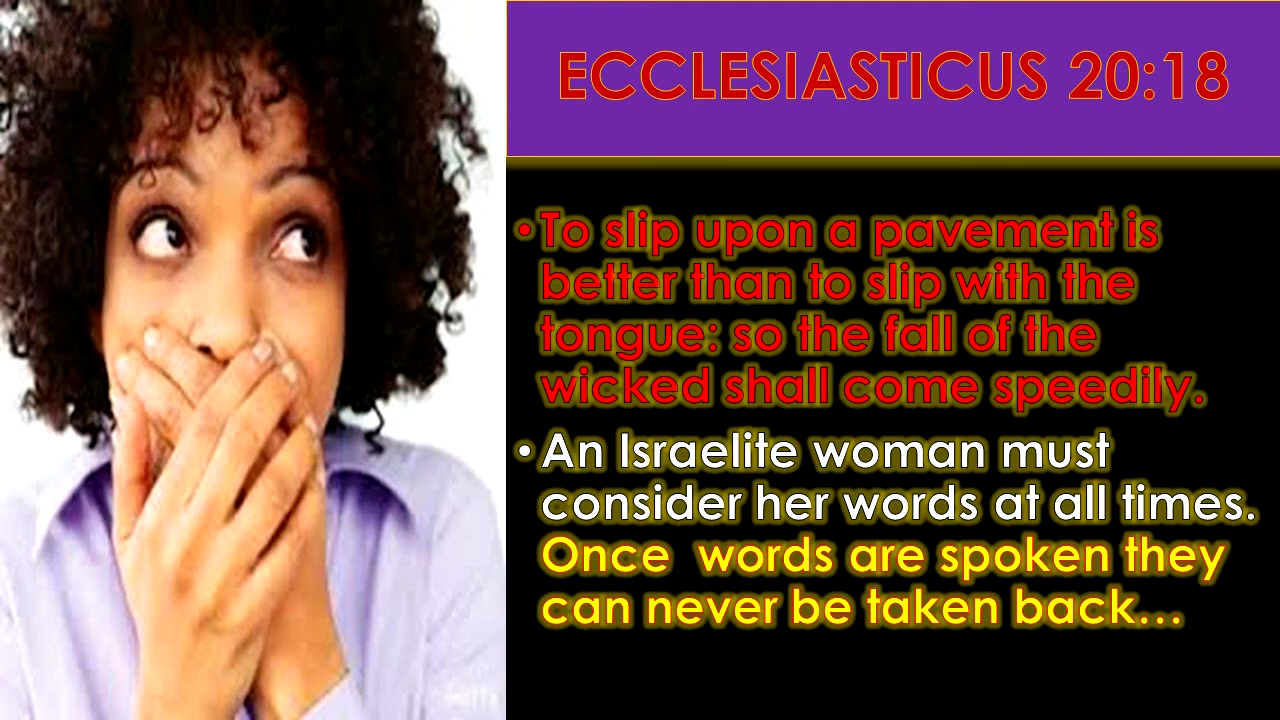 ECCLESIASTICUS 20:18
•To slip upon a pavement is
better than to slip with the
tongue: so the fall of the
wicked shall come speedily.
•An Israelite woman must
consider her words at all times.
Once  words are spoken they
can never be taken back…